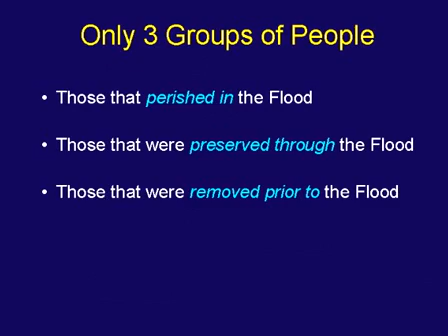 Only 3 Groups of People
• Those that perished in the Flood
• Those that were preserved through the Flood
• Those that were removed prior to the Flood